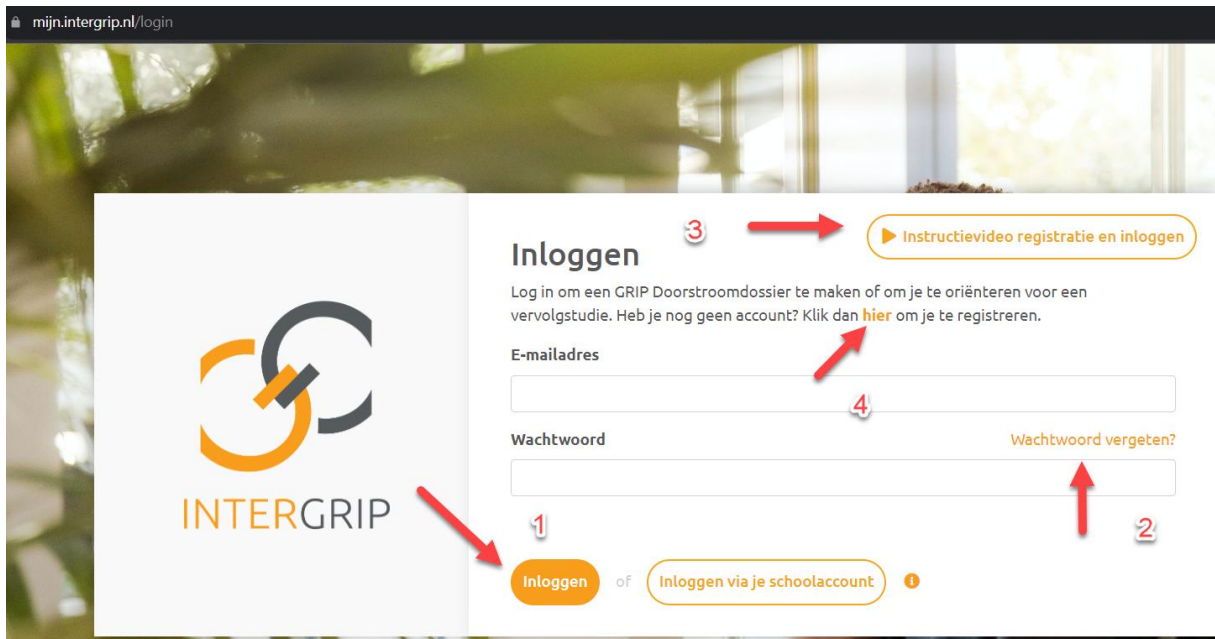 mijn.intergrip.nl/login
3
Instructievideo registratie en inloggen
Inloggen
Log in om een GRIP Doorstroomdossier te maken of om je te oriënteren voor een
vervolgstudie. Heb je nog geen account? Klik dan hier om je te registreren.
E-mailadres
4
Wachtwoord
Wachtwoord vergeten?
INTERGRIP
1
2
Inloggen of Inloggen via je schoolaccount i